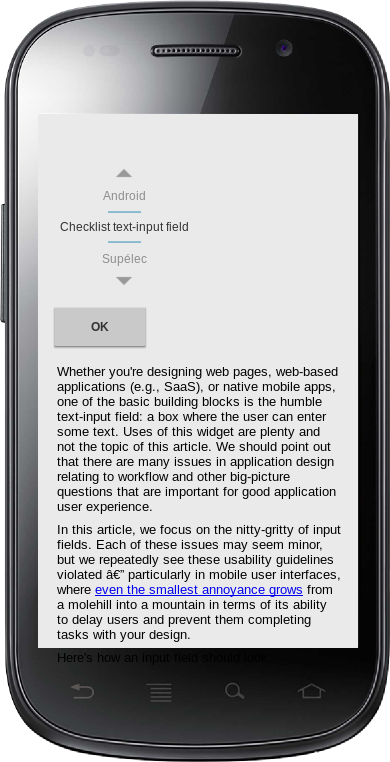 Android
Checklist text-input field
Supélec
OK
Whether you're designing web pages, web-based
applications (e.g., SaaS), or native mobile apps,
one of the basic building blocks is the humble
text-input field: a box where the user can enter
some text. Uses of this widget are plenty and
not the topic of this article. We should point out
that there are many issues in application design
relating to workflow and other big-picture
questions that are important for good application
user experience.
In this article, we focus on the nitty-gritty of input
fields. Each of these issues may seem minor,
but we repeatedly see these usability guidelines
violated â€” particularly in mobile user interfaces,
where even the smallest annoyance grows from
a molehill into a mountain in terms of its ability
to delay users and prevent them completing
tasks with your design.
Here's how an input field should look: